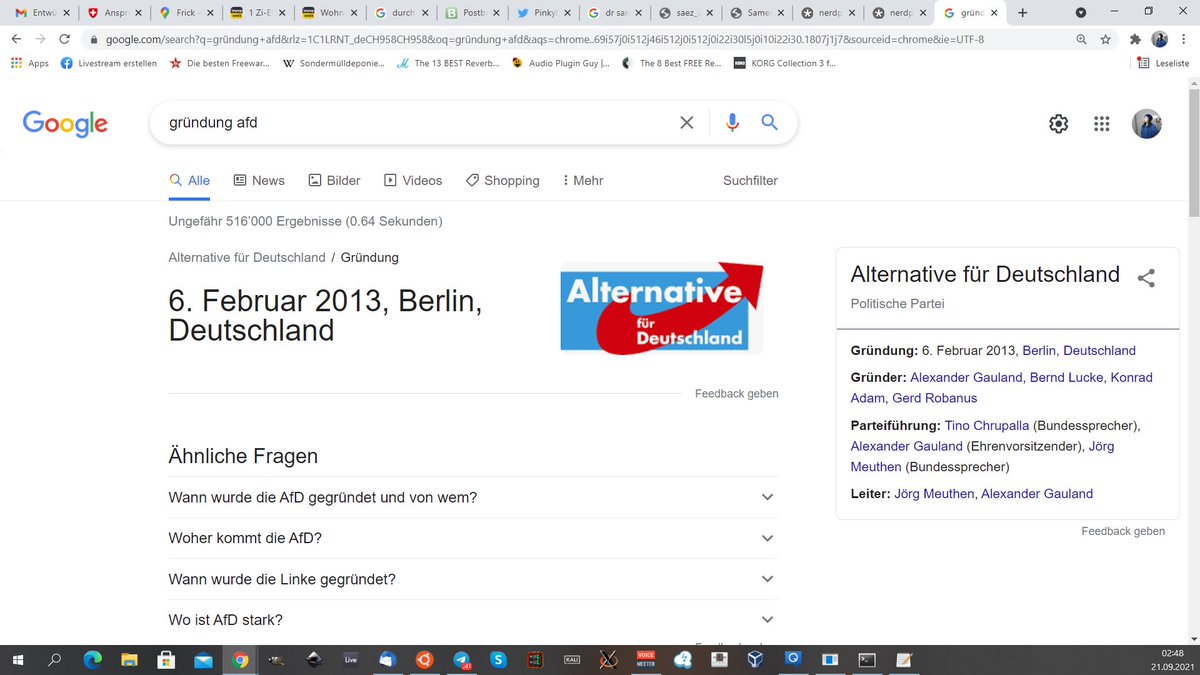 Entwü
Anspr
Frick -
1 Zi-E
Wohn
durch
Postb
PinkyL
dr sar
saez_
Same
nerdp
nerdp
gründ
google.com/search?q=gründung+afd&rlz=1C1LRNT_deCH958CH958&oq=gründung+afd&aqs=chrome..69i57j0i512j46i512j0i512j0i22i30l5j0i10i22i30.1807j1j7&sourceid=chrome&ie=UTF-8
Apps
Livestream erstellen
Die besten Freewar...
Sondermülldeponie...
The 13 BEST Reverb...
Audio Plugin Guy |...
The 8 Best FREE Re...
KORG Collection 3 f...
Leseliste
Google
gründung afd
Alle
News
Bilder
Videos
Shopping
Mehr
Suchfilter
Ungefähr 516’000 Ergebnisse (0.64 Sekunden)
Alternative für Deutschland / Gründung
6. Februar 2013, Berlin,
Deutschland
Alternative
für
Deutschland
Feedback geben
Ähnliche Fragen
Wann wurde die AfD gegründet und von wem?
Woher kommt die AfD?
Wann wurde die Linke gegründet?
Wo ist AfD stark?
Alternative für Deutschland
Politische Partei
Gründung: 6. Februar 2013, Berlin, Deutschland
Gründer: Alexander Gauland, Bernd Lucke, Konrad
Adam, Gerd Robanus
Parteiführung: Tino Chrupalla (Bundessprecher),
Alexander Gauland (Ehrenvorsitzender), Jörg
Meuthen (Bundessprecher)
Leiter: Jörg Meuthen, Alexander Gauland
Feedback geben
Live
KALI
VOICE
MEETER
02:48
21.09.2021